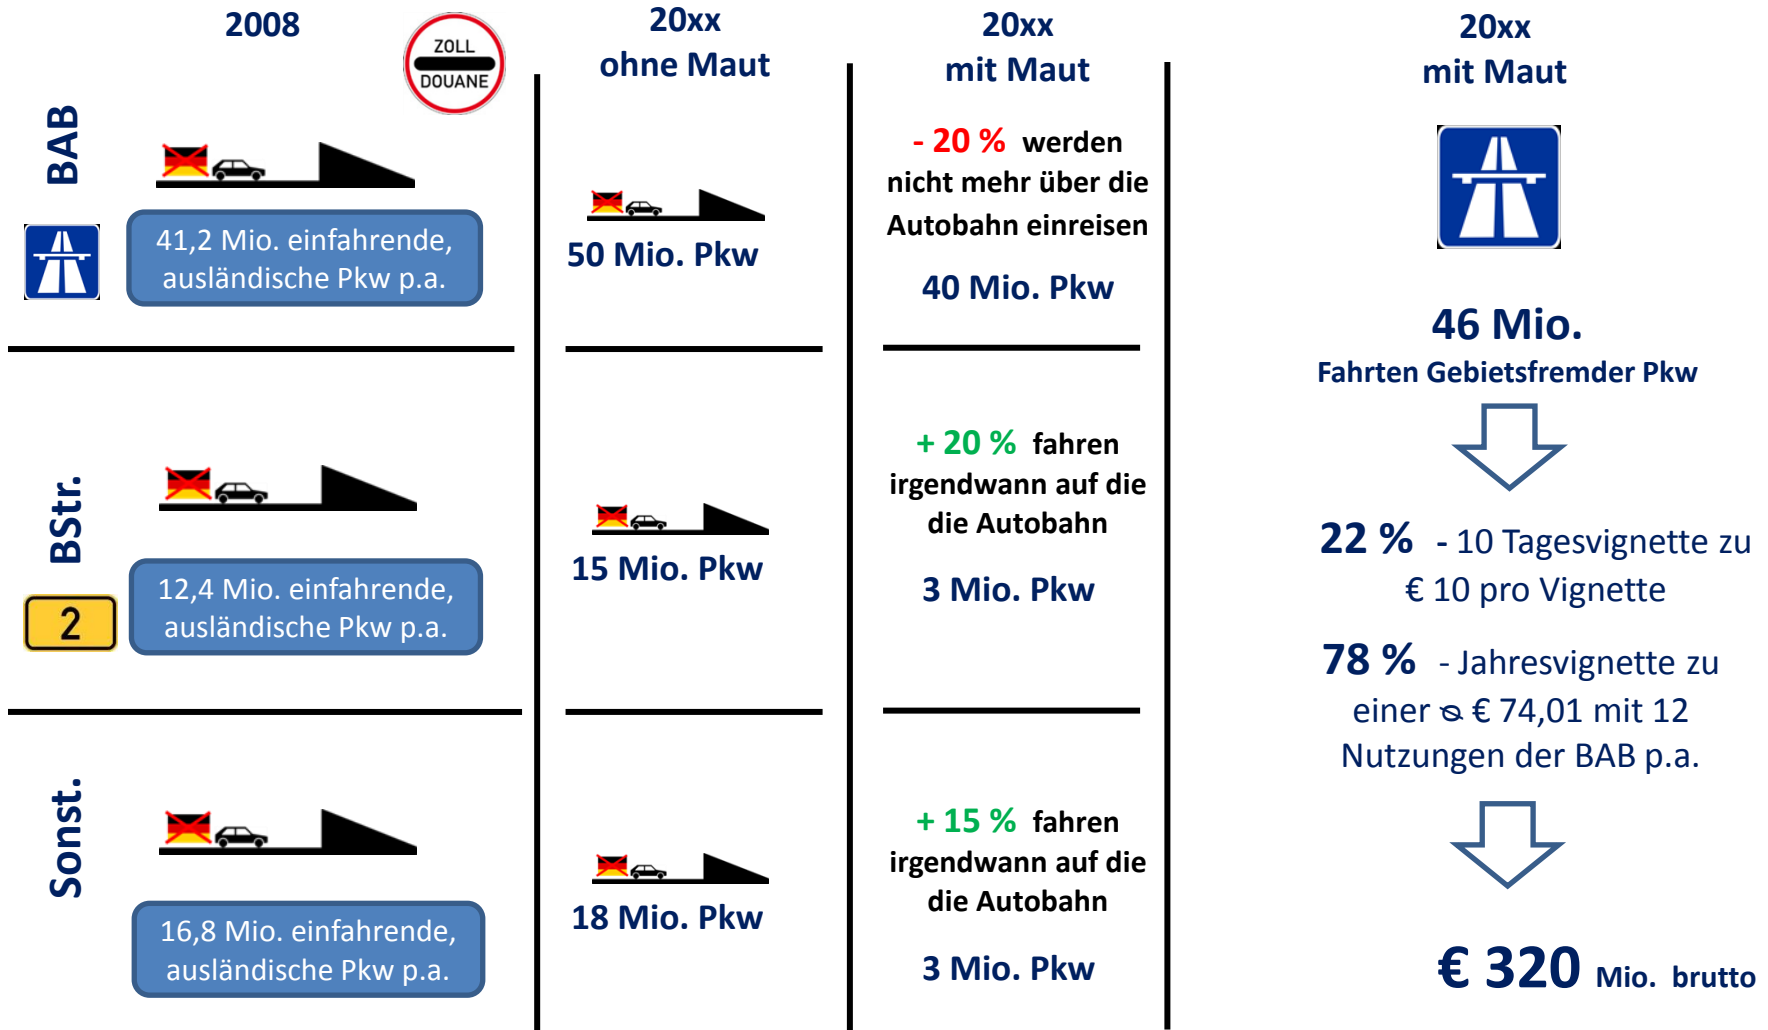 2008
ZOLL
DOUANE
20xx
ohne Maut
20xx
mit Maut
20xx
mit Maut
BAB
41,2 Mio. einfahrende,
ausländische Pkw p.a.
50 Mio. Pkw
- 20 % werden
nicht mehr über die
Autobahn einreisen
40 Mio. Pkw
BStr.
2
12,4 Mio. einfahrende,
ausländische Pkw p.a.
15 Mio. Pkw
+ 20 % fahren
irgendwann auf die
die Autobahn
3 Mio. Pkw
Sonst.
16,8 Mio. einfahrende,
ausländische Pkw p.a.
18 Mio. Pkw
+ 15 % fahren
irgendwann auf die
die Autobahn
3 Mio. Pkw
46 Mio.
Fahrten Gebietsfremder Pkw
22 % - 10 Tagesvignette zu
€ 10 pro Vignette
78 % - Jahresvignette zu
einer ⌀ € 74,01 mit 12
Nutzungen der BAB p.a.
€ 320 Mio. brutto